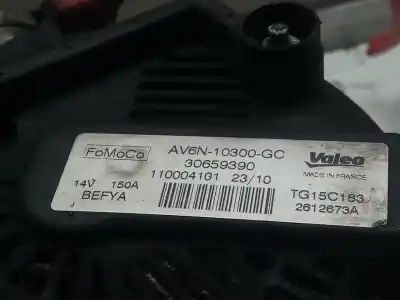 FoMoCo
AV6N-10300-GC
30659390
Valeo
MADE IN FRANCE
14V 150A
110004101 23/10
TG15C183
BEFYA
2612673A